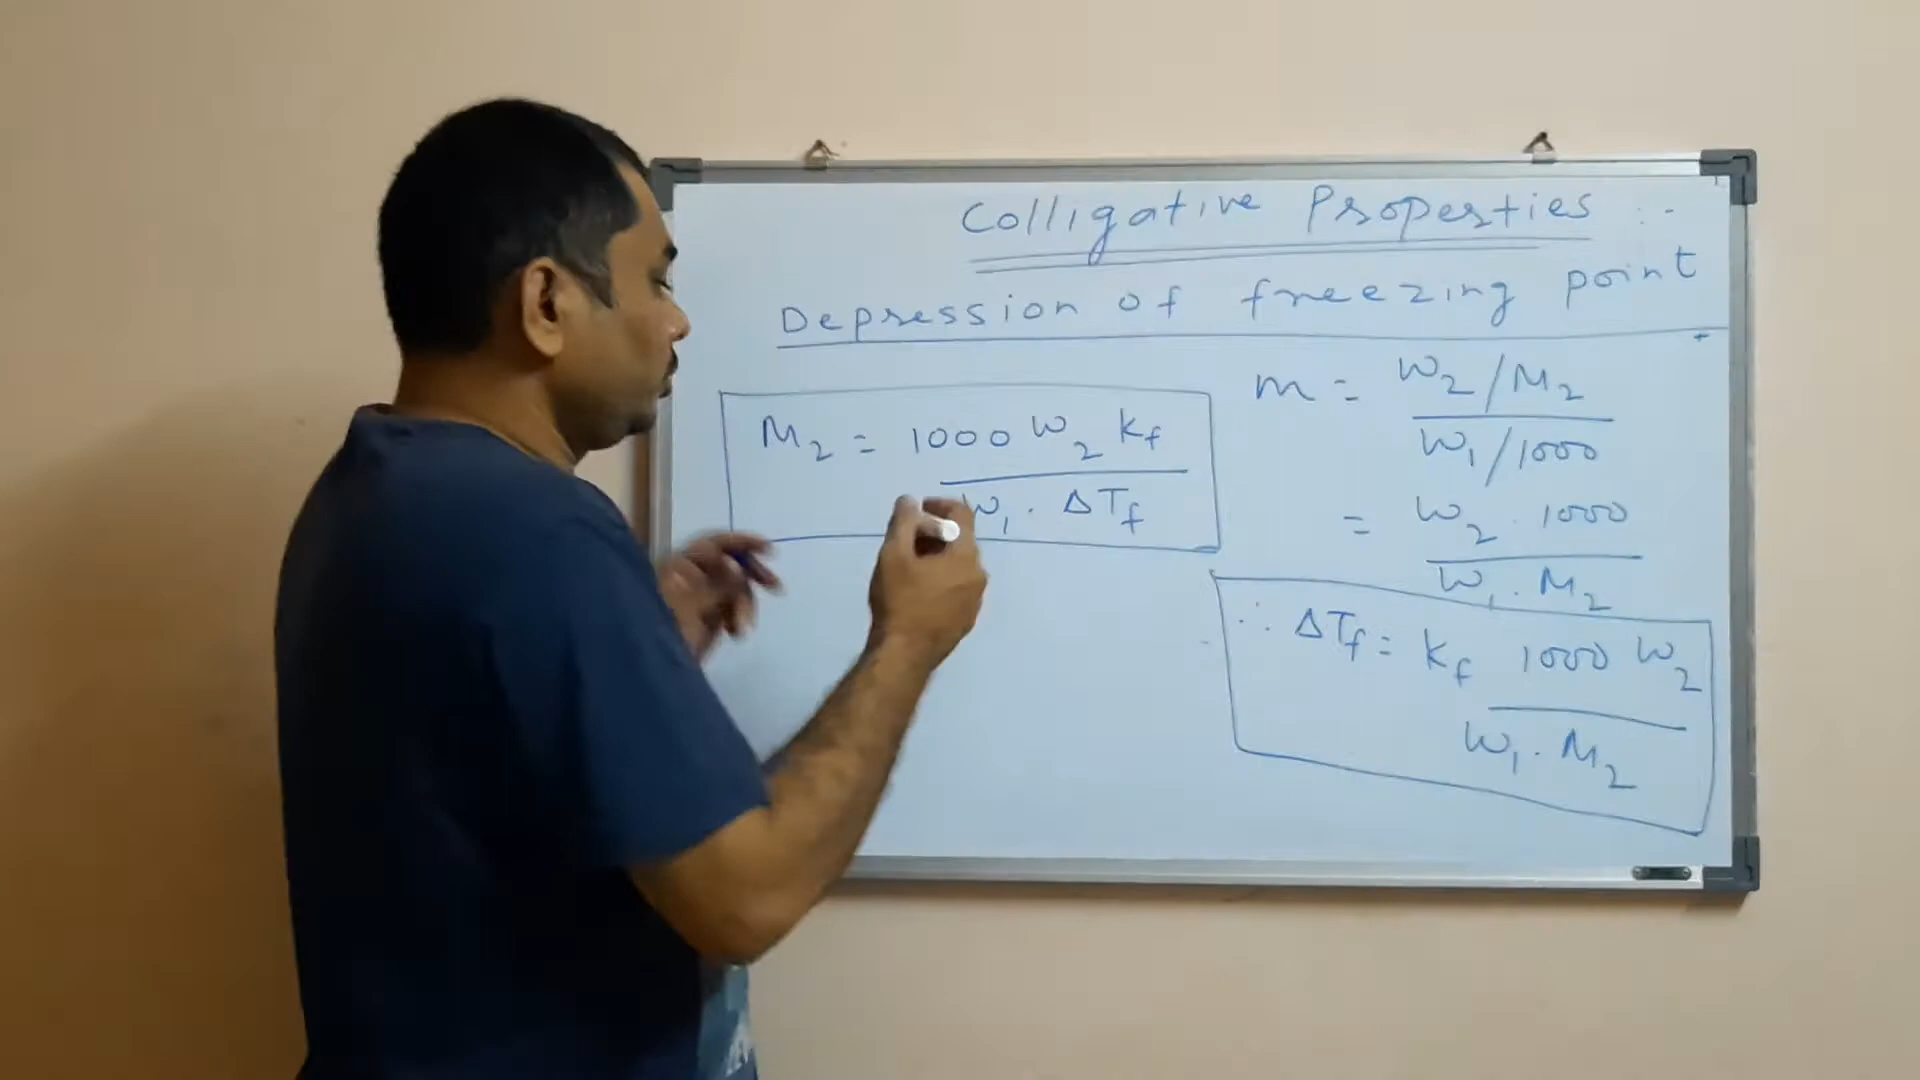 Colligative Properties :-
Depression of freezing point
M₂ = 1000 W₂ Kf
W₁ . ΔTf
m = W₂/M₂
W₁/1000
= W₂ . 1000
W₁ . M₂
∴ ΔTf = Kf 1000 W₂
W₁ . M₂